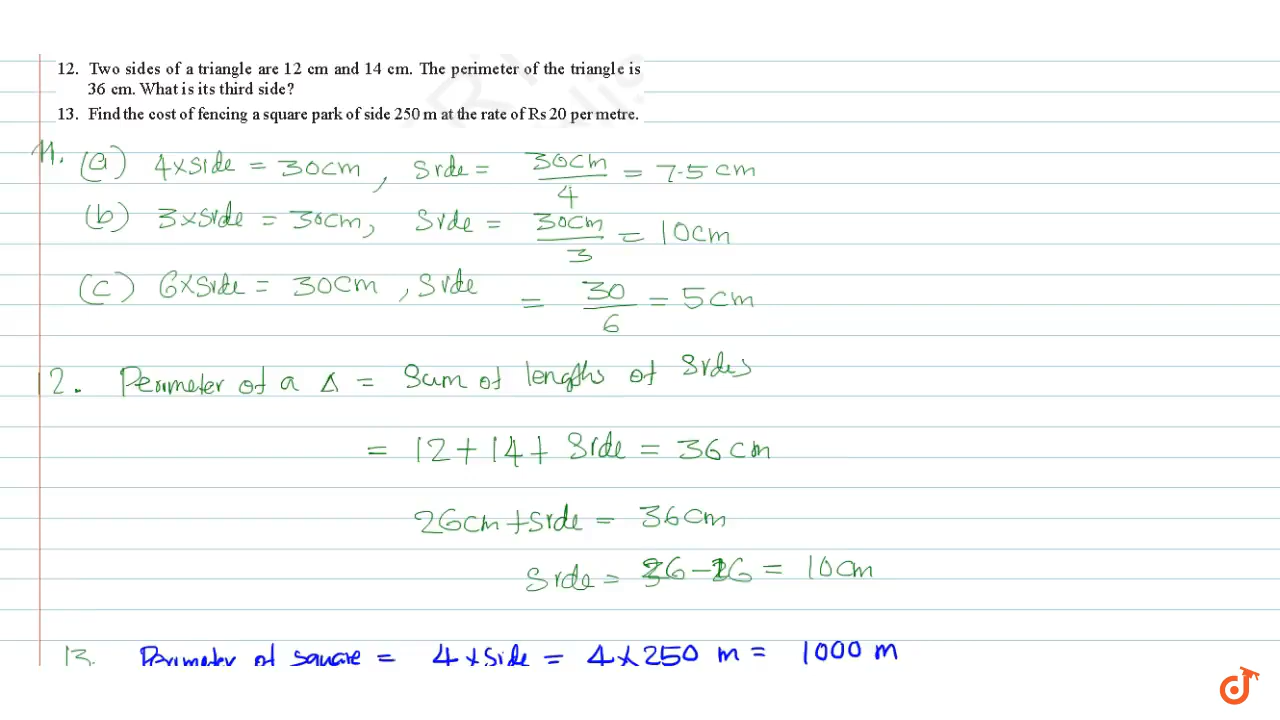 12. Two sides of a triangle are 12 cm and 14 cm. The perimeter of the triangle is
36 cm. What is its third side?
13. Find the cost of fencing a square park of side 250 m at the rate of Rs 20 per metre.
11. (a) 4×side = 30cm, side = 30cm/4 = 7.5 cm
(b) 3×side = 30cm, side = 30cm/3 = 10cm
(c) 6×side = 30cm, side = 30/6 = 5cm
12. Perimeter of a Δ = Sum of lengths of sides
= 12 + 14 + side = 36cm
26cm + side = 36cm
side = 36 - 26 = 10cm
13. Perimeter of square = 4×side = 4×250 m = 1000 m